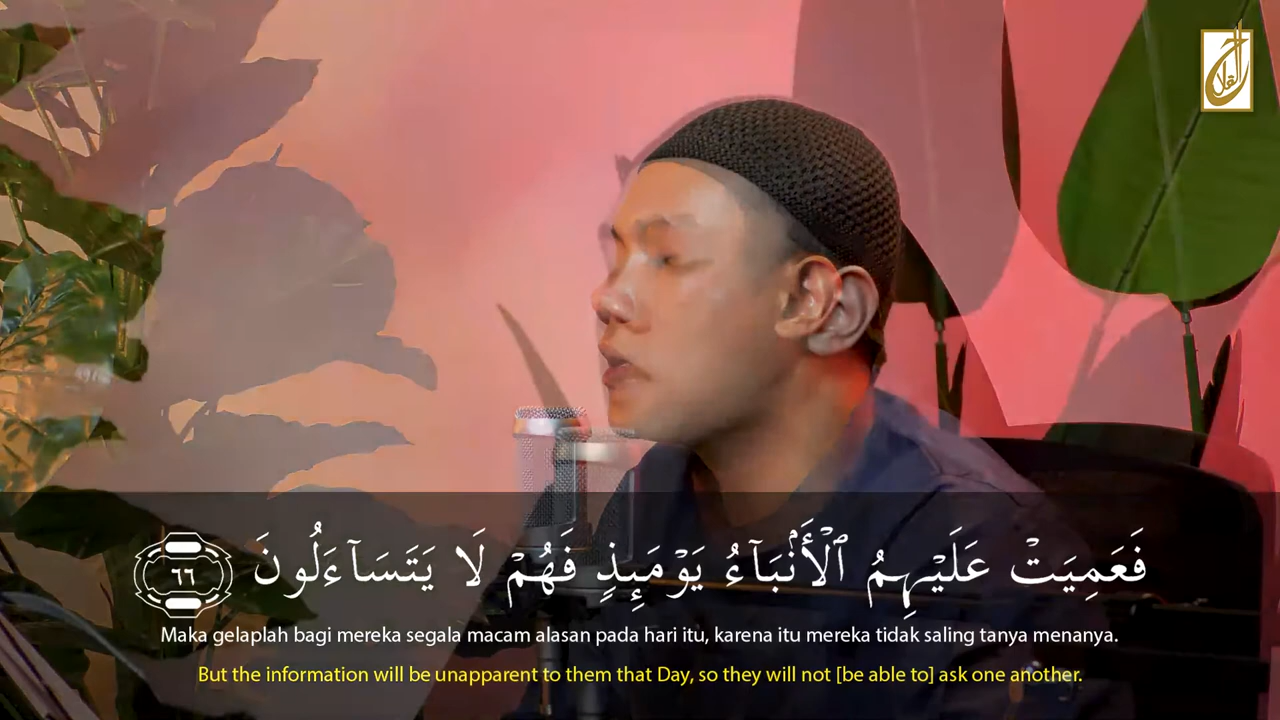 الفلاح
فَعَمِيَتْ عَلَيْهِمُ ٱلْأَنۢبَآءُ يَوْمَئِذٍ فَهُمْ لَا يَتَسَآءَلُونَ ٦٦
Maka gelaplah bagi mereka segala macam alasan pada hari itu, karena itu mereka tidak saling tanya menanya.
But the information will be unapparent to them that Day, so they will not [be able to] ask one another.